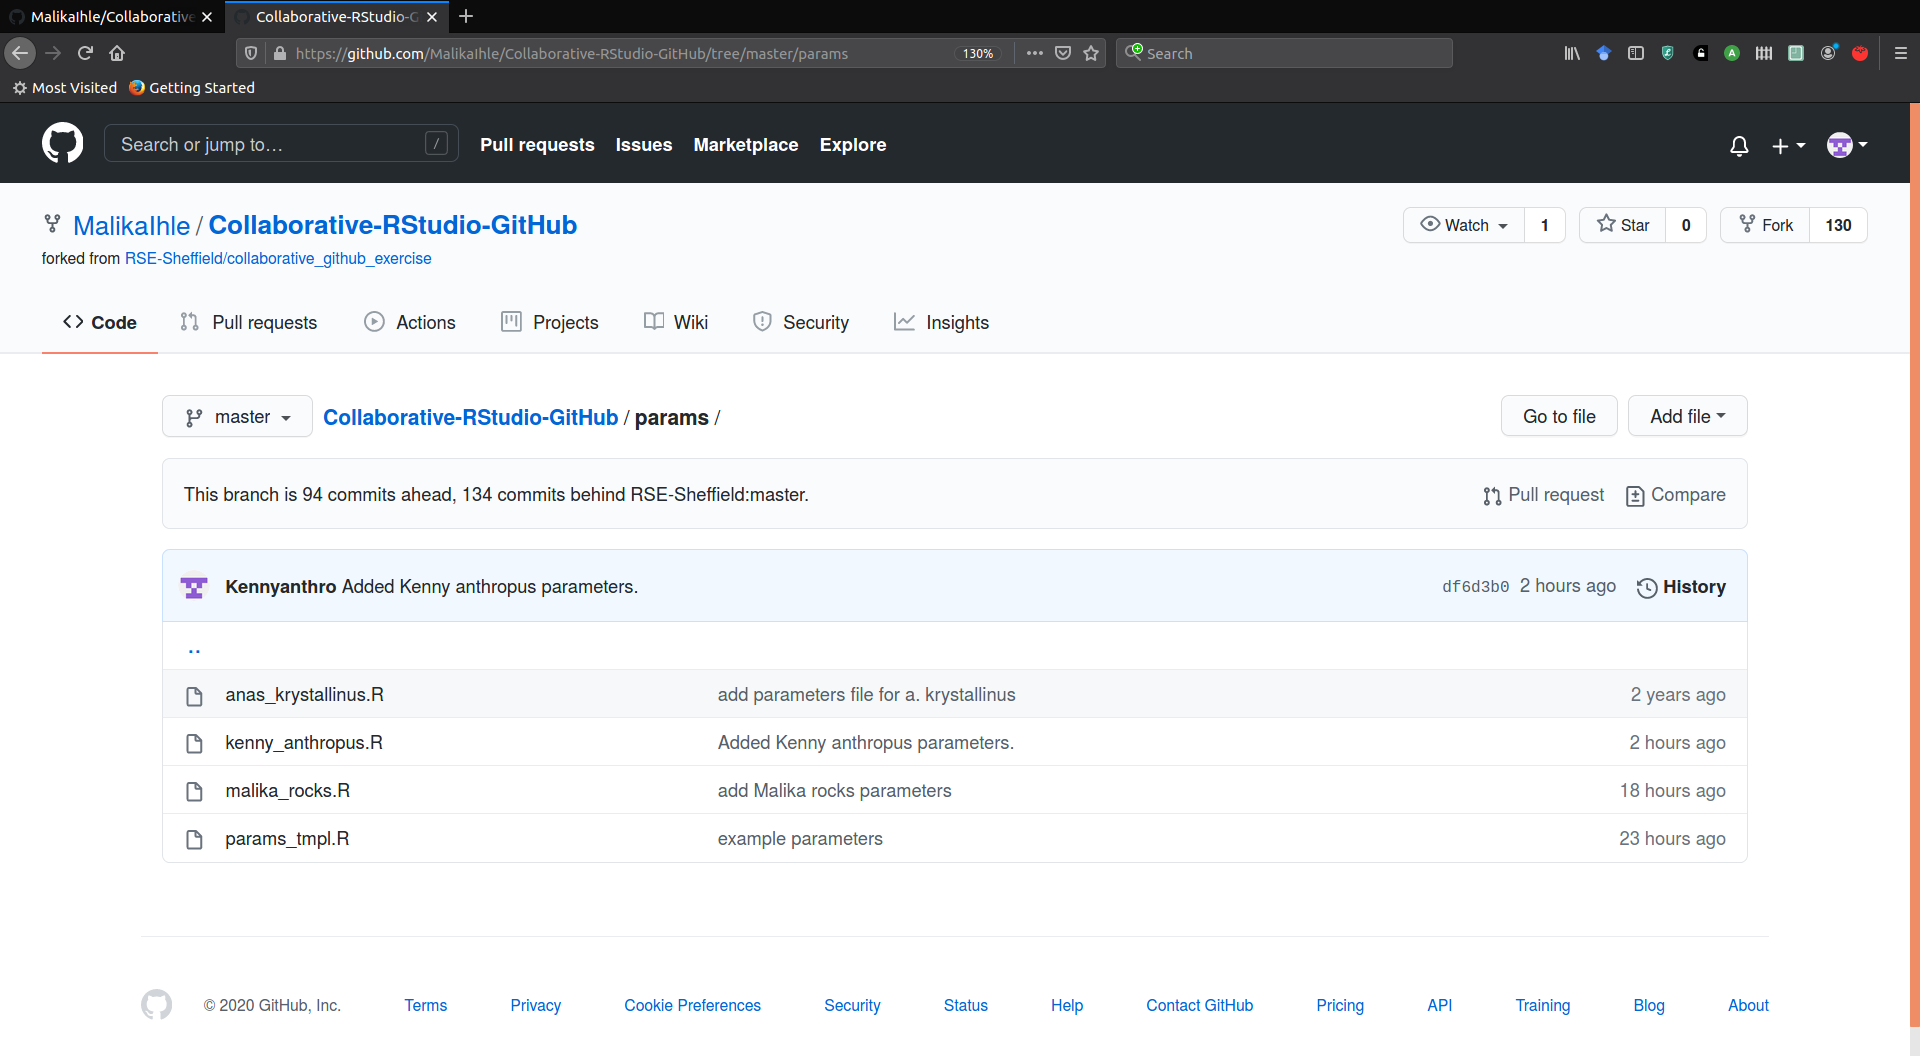 MalikaIhle/Collaborative
Collaborative-RStudio-G
https://github.com/MalikaIhle/Collaborative-RStudio-GitHub/tree/master/params
130%
Search
Most Visited
Getting Started
Search or jump to…
/
Pull requests
Issues
Marketplace
Explore
MalikaIhle / Collaborative-RStudio-GitHub
Watch 1
Star 0
Fork 130
forked from RSE-Sheffield/collaborative_github_exercise
Code
Pull requests
Actions
Projects
Wiki
Security
Insights
master
Collaborative-RStudio-GitHub / params /
Go to file
Add file
This branch is 94 commits ahead, 134 commits behind RSE-Sheffield:master.
Pull request
Compare
Kennyanthro Added Kenny anthropus parameters.
df6d3b0 2 hours ago
History
..
anas_krystallinus.R add parameters file for a. krystallinus 2 years ago
kenny_anthropus.R Added Kenny anthropus parameters. 2 hours ago
malika_rocks.R add Malika rocks parameters 18 hours ago
params_tmpl.R example parameters 23 hours ago
© 2020 GitHub, Inc.
Terms
Privacy
Cookie Preferences
Security
Status
Help
Contact GitHub
Pricing
API
Training
Blog
About